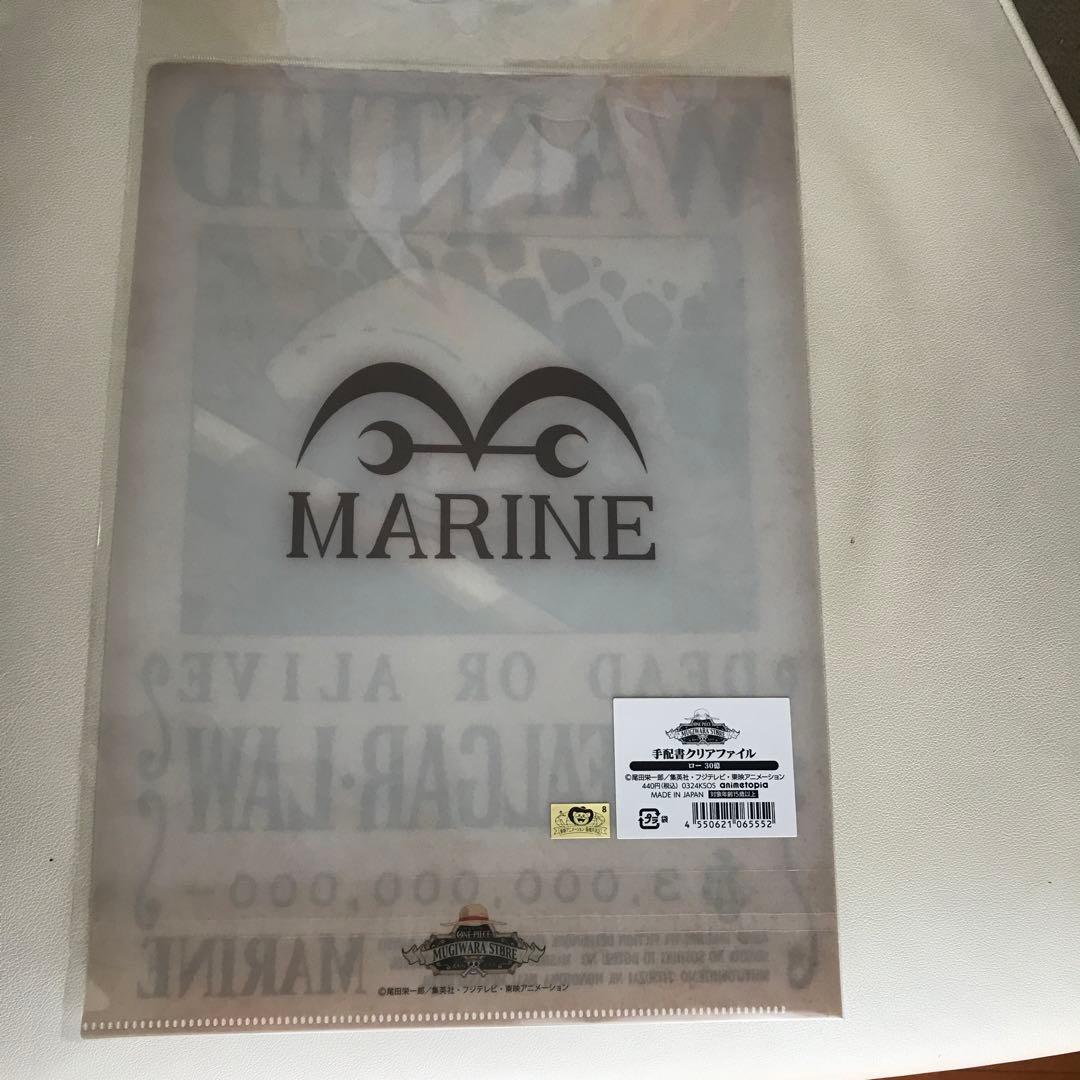 WANTED
MARINE
DEAD OR ALIVE
฿3,000,000,000-
MARINE
ONE PIECE
MUGIWARA STORE
手配書クリアファイル
ロー 30億
©尾田栄一郎／集英社・フジテレビ・東映アニメーション
440円(税込) 0324KSOS animetopia
MADE IN JAPAN 対象年齢15歳以上
プラ 袋
4 550621 065552
8
ONE PIECE
MUGIWARA STORE
©尾田栄一郎／集英社・フジテレビ・東映アニメーション